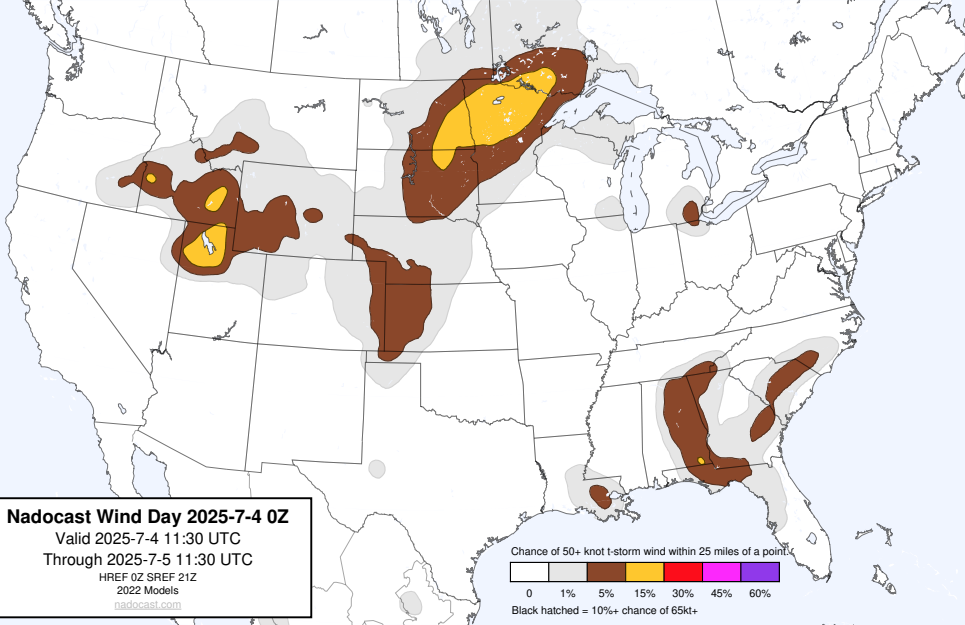 Nadocast Wind Day 2025-7-4 0Z
Valid 2025-7-4 11:30 UTC
Through 2025-7-5 11:30 UTC
HREF 0Z SREF 21Z
2022 Models
nadocast.com
Chance of 50+ knot t-storm wind within 25 miles of a point.
0 1% 5% 15% 30% 45% 60%
Black hatched = 10%+ chance of 65kt+